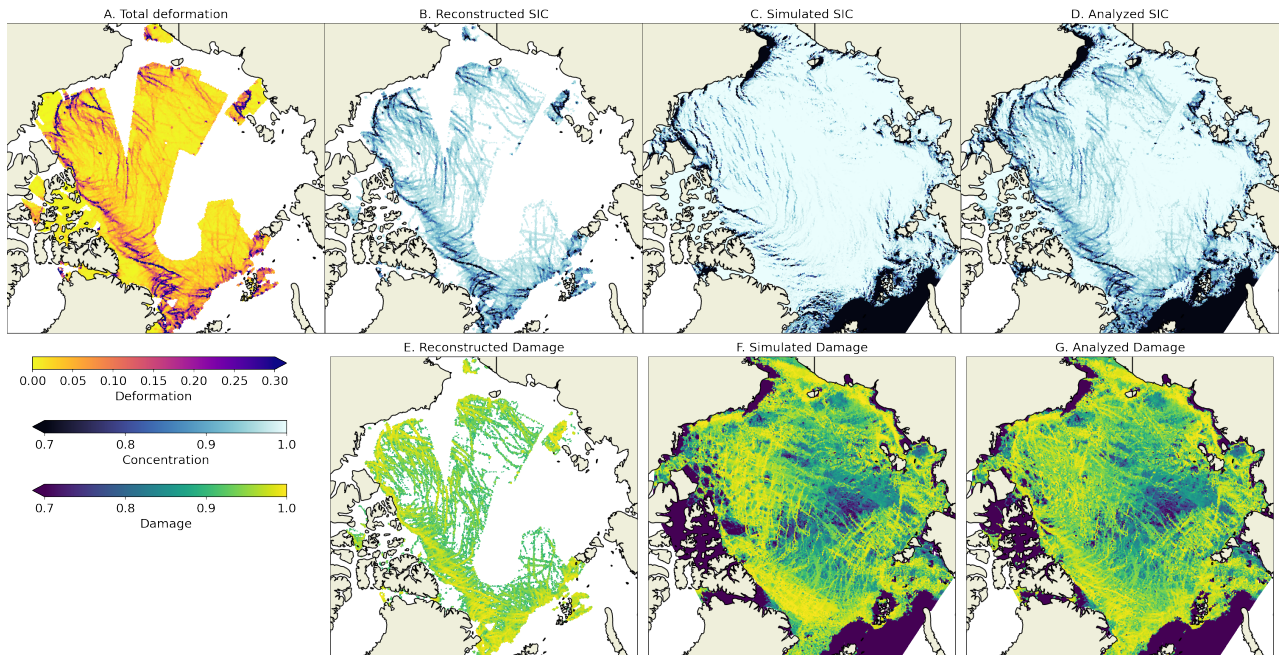 A. Total deformation
B. Reconstructed SIC
C. Simulated SIC
D. Analyzed SIC
E. Reconstructed Damage
F. Simulated Damage
G. Analyzed Damage
0.00 0.05 0.10 0.15 0.20 0.25 0.30
Deformation
0.7 0.8 0.9 1.0
Concentration
0.7 0.8 0.9 1.0
Damage